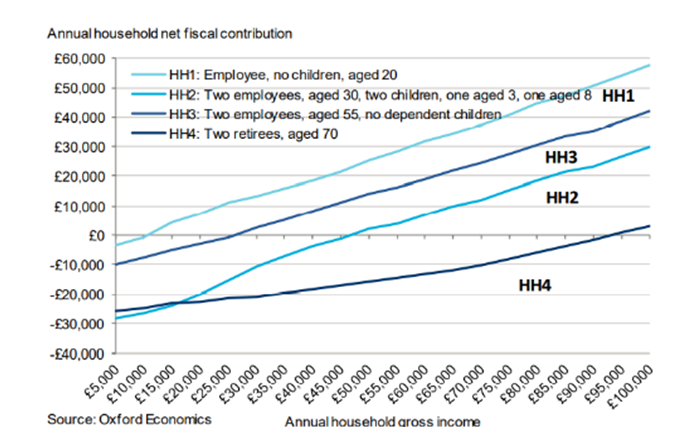 Annual household net fiscal contribution
£60,000
£50,000
£40,000
£30,000
£20,000
£10,000
£0
-£10,000
-£20,000
-£30,000
-£40,000
HH1: Employee, no children, aged 20
HH2: Two employees, aged 30, two children, one aged 3, one aged 8
HH3: Two employees, aged 55, no dependent children
HH4: Two retirees, aged 70
HH1
HH3
HH2
HH4
£5,000
£10,000
£15,000
£20,000
£25,000
£30,000
£35,000
£40,000
£45,000
£50,000
£55,000
£60,000
£65,000
£70,000
£75,000
£80,000
£85,000
£90,000
£95,000
£100,000
Source: Oxford Economics
Annual household gross income